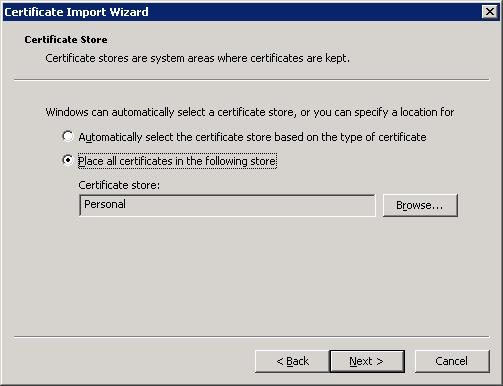 Certificate Import Wizard
Certificate Store
Certificate stores are system areas where certificates are kept.
Windows can automatically select a certificate store, or you can specify a location for
Automatically select the certificate store based on the type of certificate
Place all certificates in the following store
Certificate store:
Personal
Browse...
< Back
Next >
Cancel